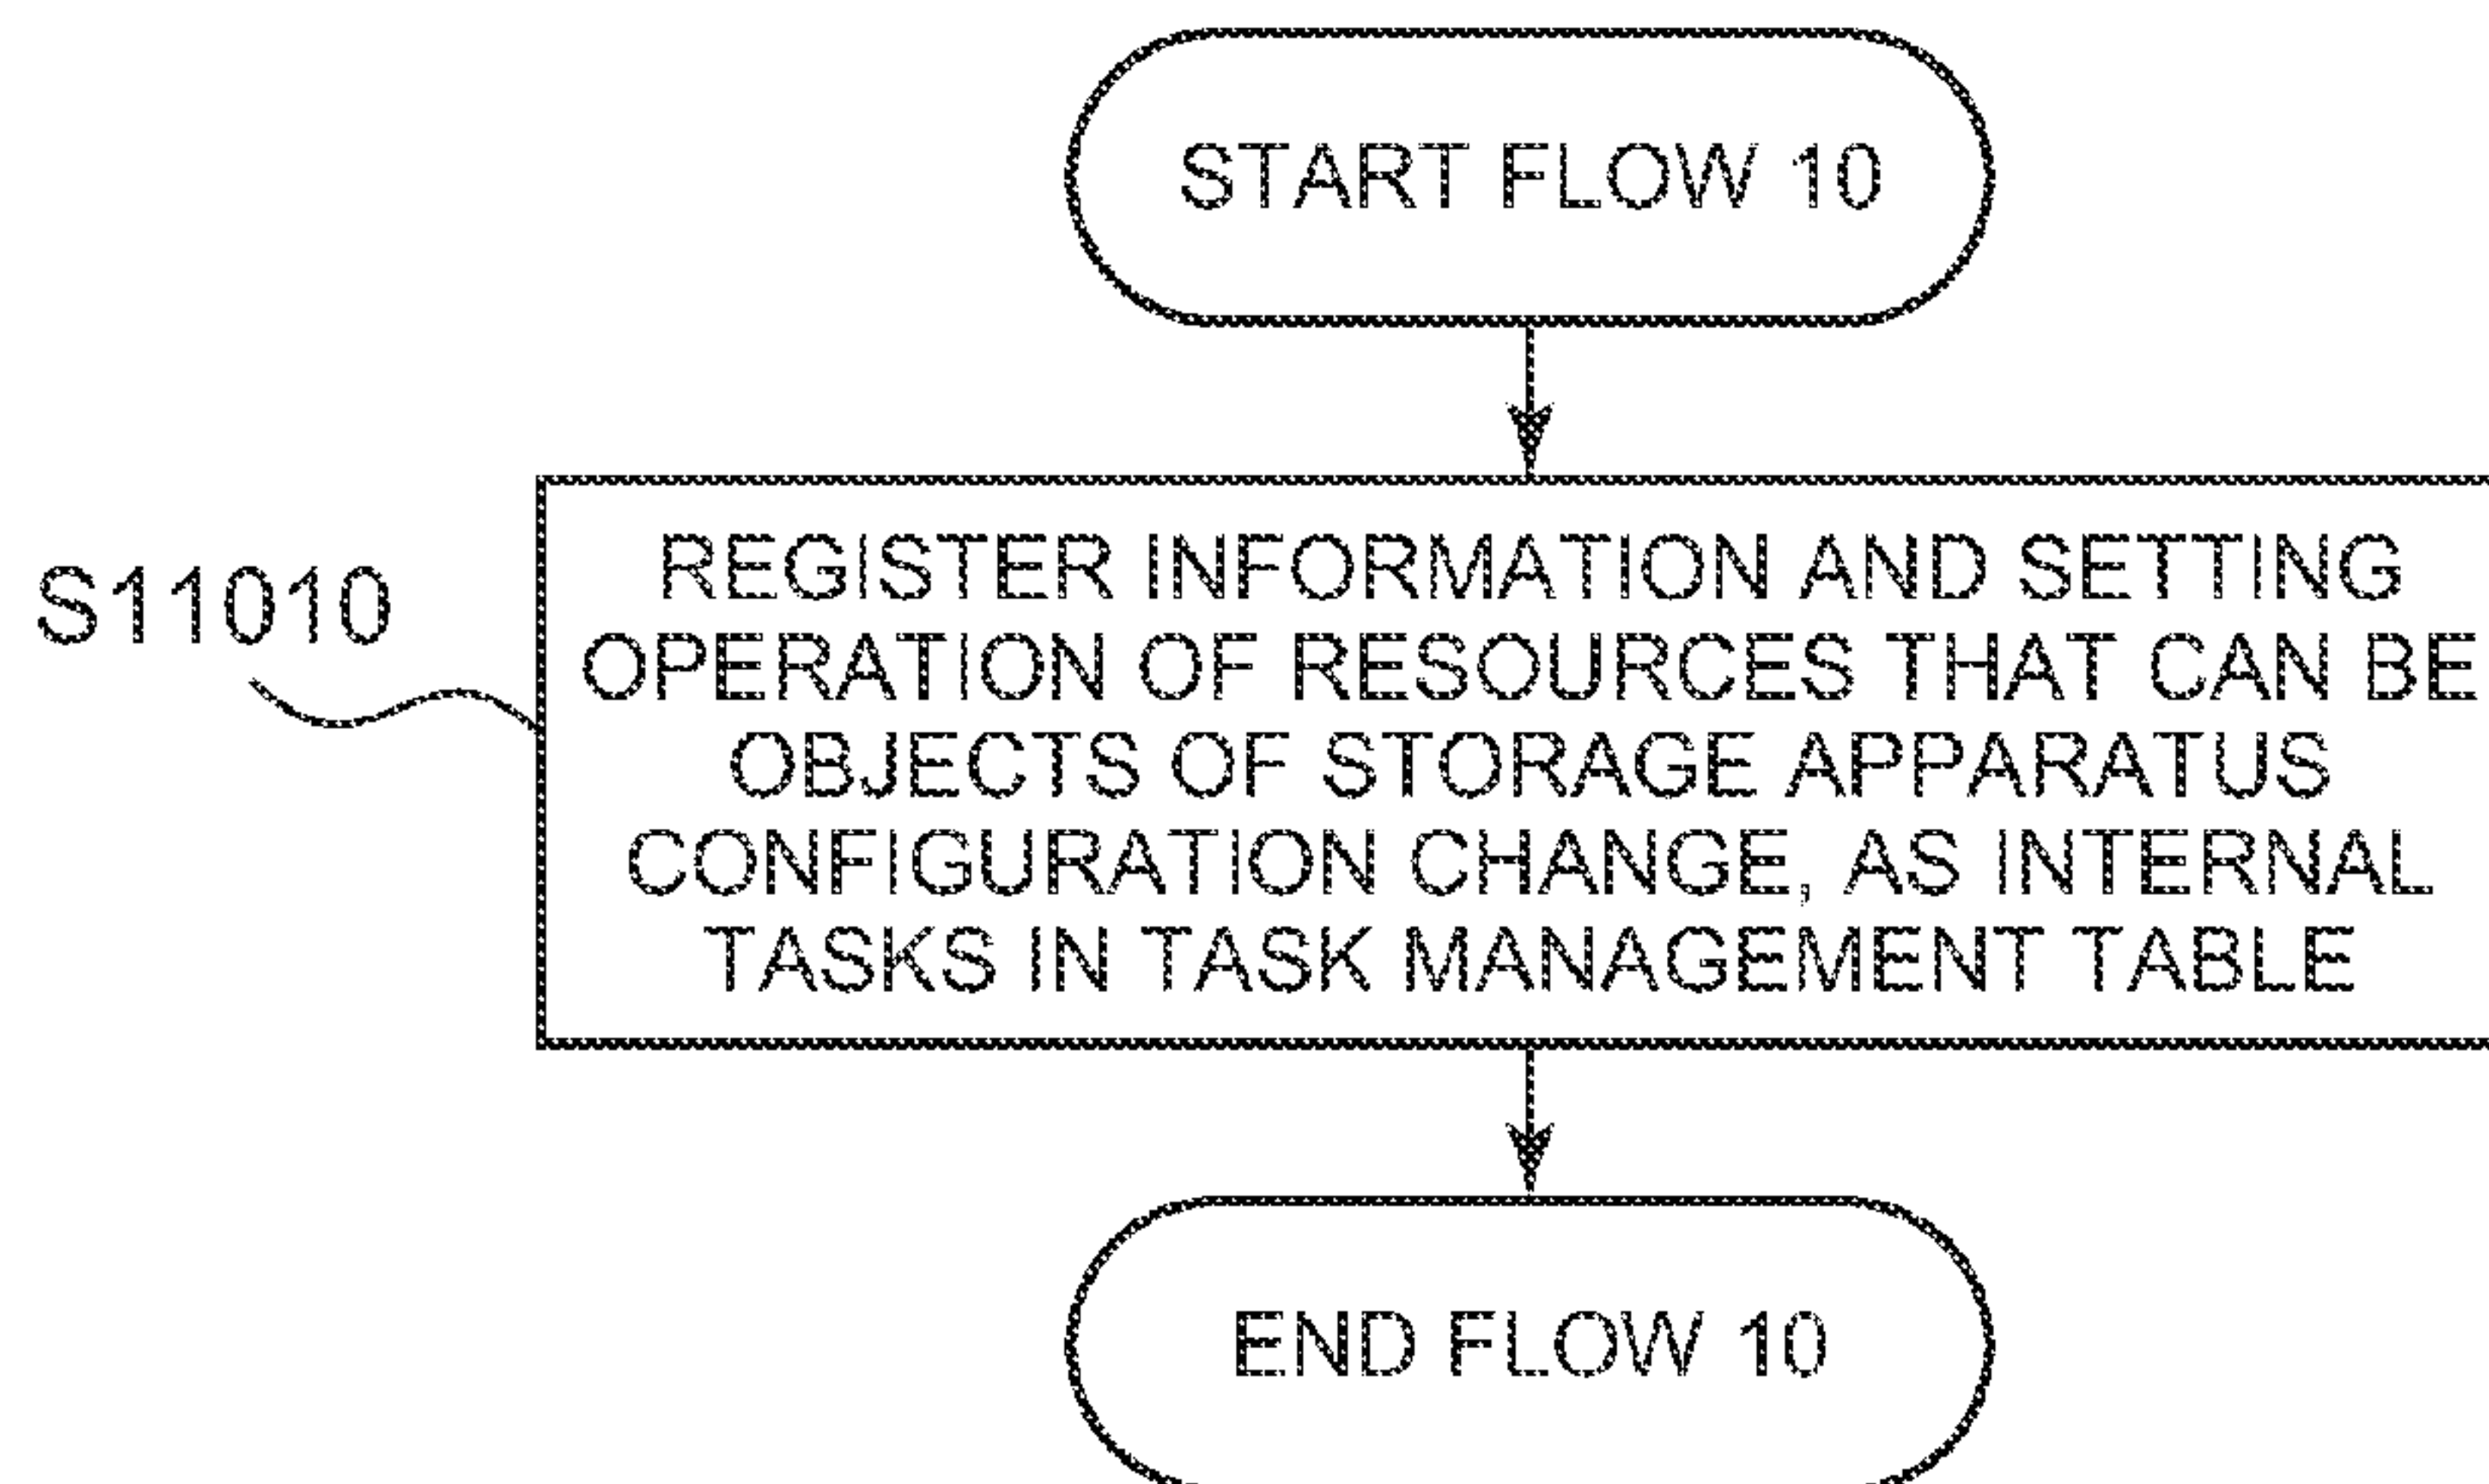 START FLOW 10
S11010
REGISTER INFORMATION AND SETTING
OPERATION OF RESOURCES THAT CAN BE
OBJECTS OF STORAGE APPARATUS
CONFIGURATION CHANGE, AS INTERNAL
TASKS IN TASK MANAGEMENT TABLE
END FLOW 10